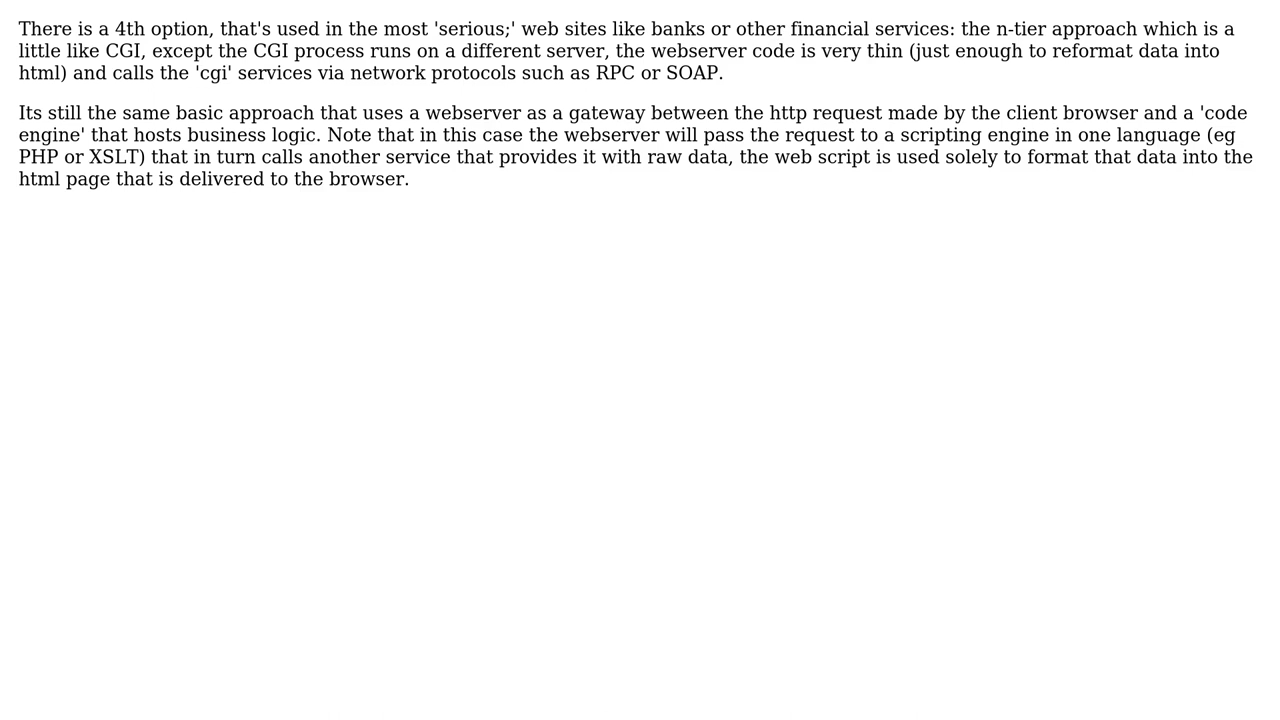 There is a 4th option, that's used in the most 'serious;' web sites like banks or other financial services: the n-tier approach which is a
little like CGI, except the CGI process runs on a different server, the webserver code is very thin (just enough to reformat data into
html) and calls the 'cgi' services via network protocols such as RPC or SOAP.
Its still the same basic approach that uses a webserver as a gateway between the http request made by the client browser and a 'code
engine' that hosts business logic. Note that in this case the webserver will pass the request to a scripting engine in one language (eg
PHP or XSLT) that in turn calls another service that provides it with raw data, the web script is used solely to format that data into the
html page that is delivered to the browser.